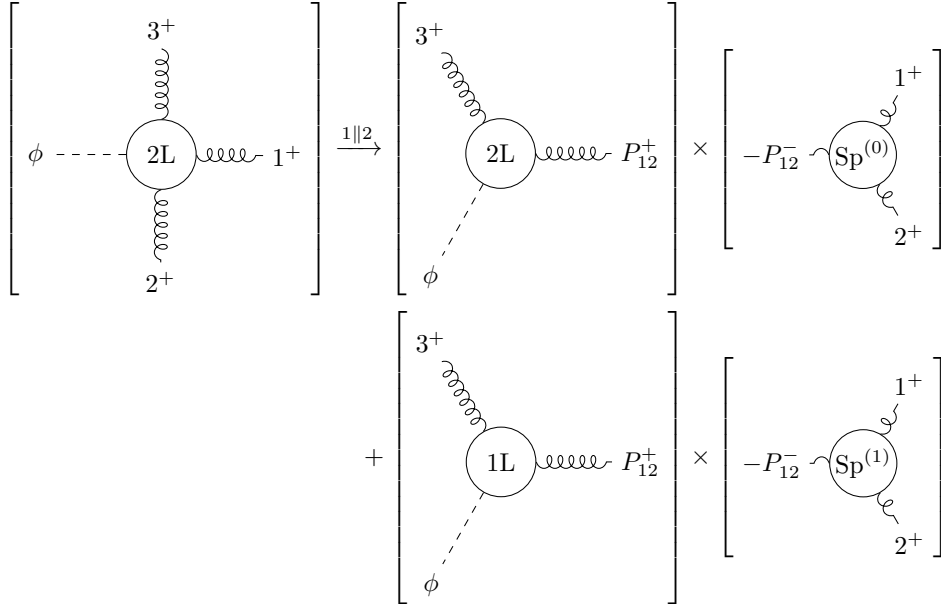 3⁺
ϕ 2L 1⁺
2⁺
1∥2
3⁺
2L P₁₂⁺
ϕ
×
1⁺
−P₁₂⁻ Sp⁽⁰⁾
2⁺
+
3⁺
1L P₁₂⁺
ϕ
×
1⁺
−P₁₂⁻ Sp⁽¹⁾
2⁺